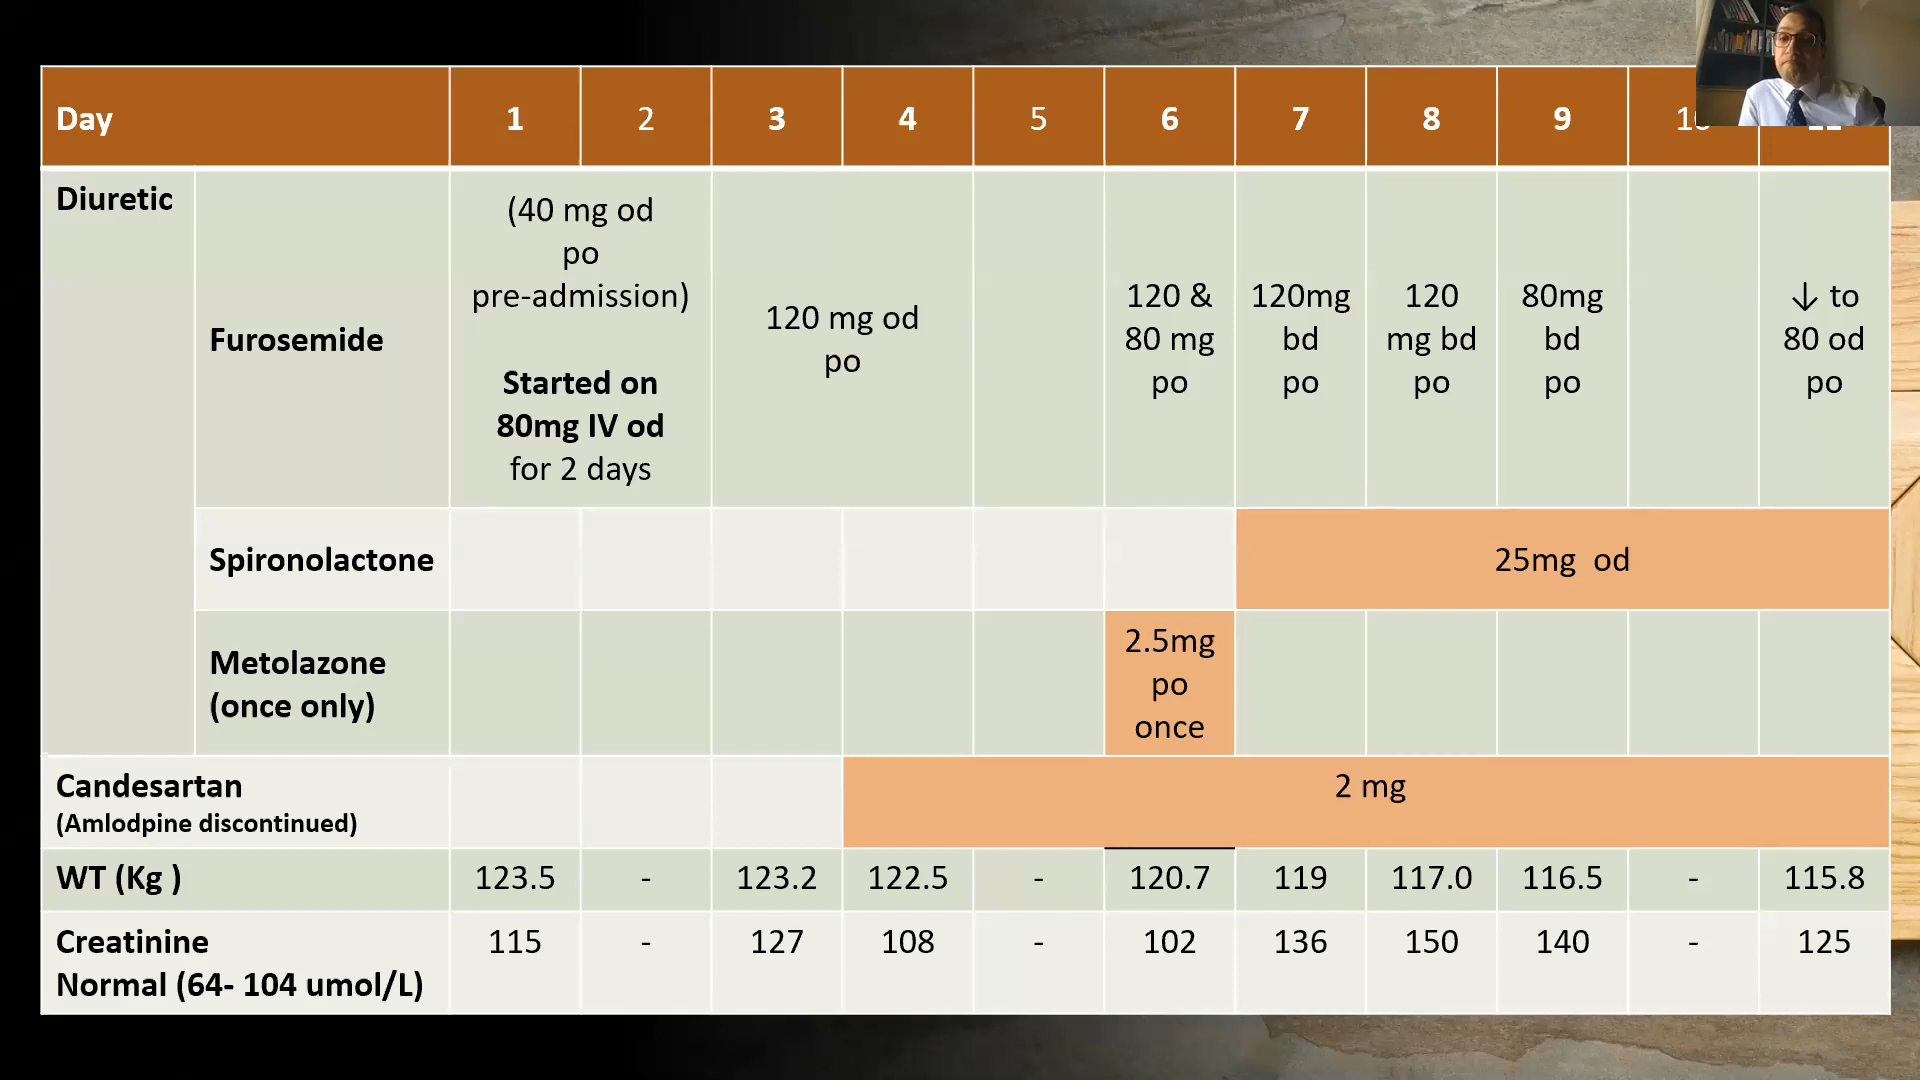 Day 1 2 3 4 5 6 7 8 9
Diuretic
Furosemide
(40 mg od
po
pre-admission)
Started on
80mg IV od
for 2 days
120 mg od
po
120 &
80 mg
po
120mg
bd
po
120
mg bd
po
80mg
bd
po
↓ to
80 od
po
Spironolactone
25mg od
Metolazone
(once only)
2.5mg
po
once
Candesartan
(Amlodpine discontinued)
2 mg
WT (Kg ) 123.5 - 123.2 122.5 - 120.7 119 117.0 116.5 - 115.8
Creatinine
Normal (64- 104 umol/L)
115 - 127 108 - 102 136 150 140 - 125